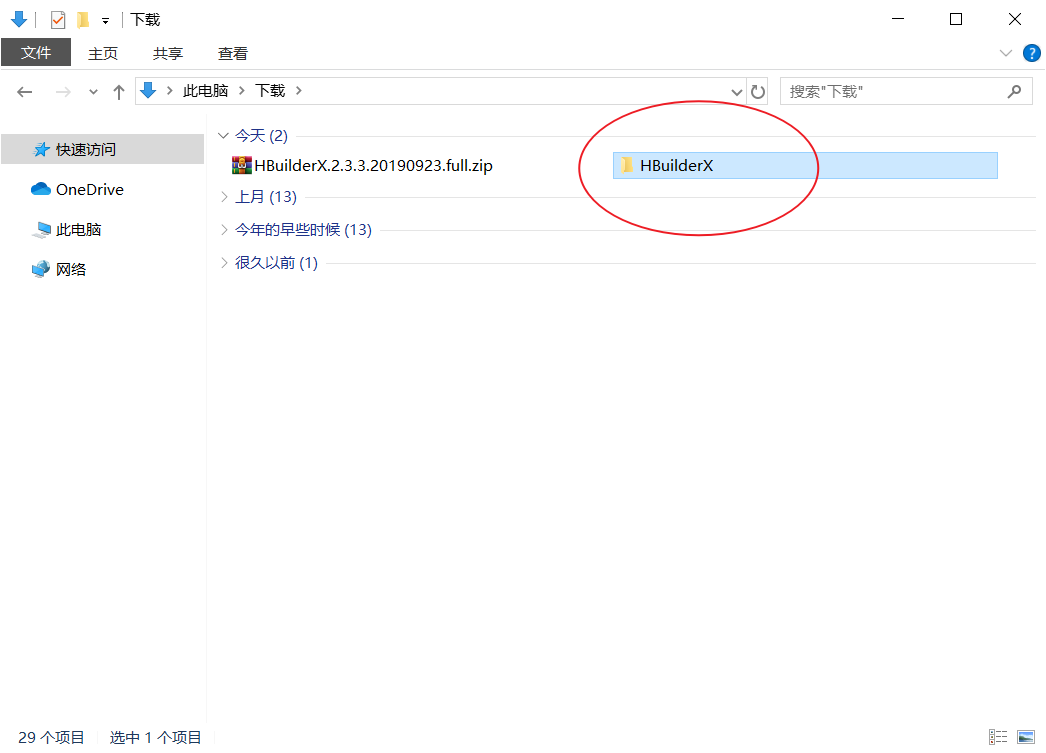 下载
文件 主页 共享 查看
此电脑 下载 搜索"下载"
快速访问
OneDrive
此电脑
网络
今天 (2)
HBuilderX.2.3.3.20190923.full.zip HBuilderX
上月 (13)
今年的早些时候 (13)
很久以前 (1)
29 个项目 选中 1 个项目